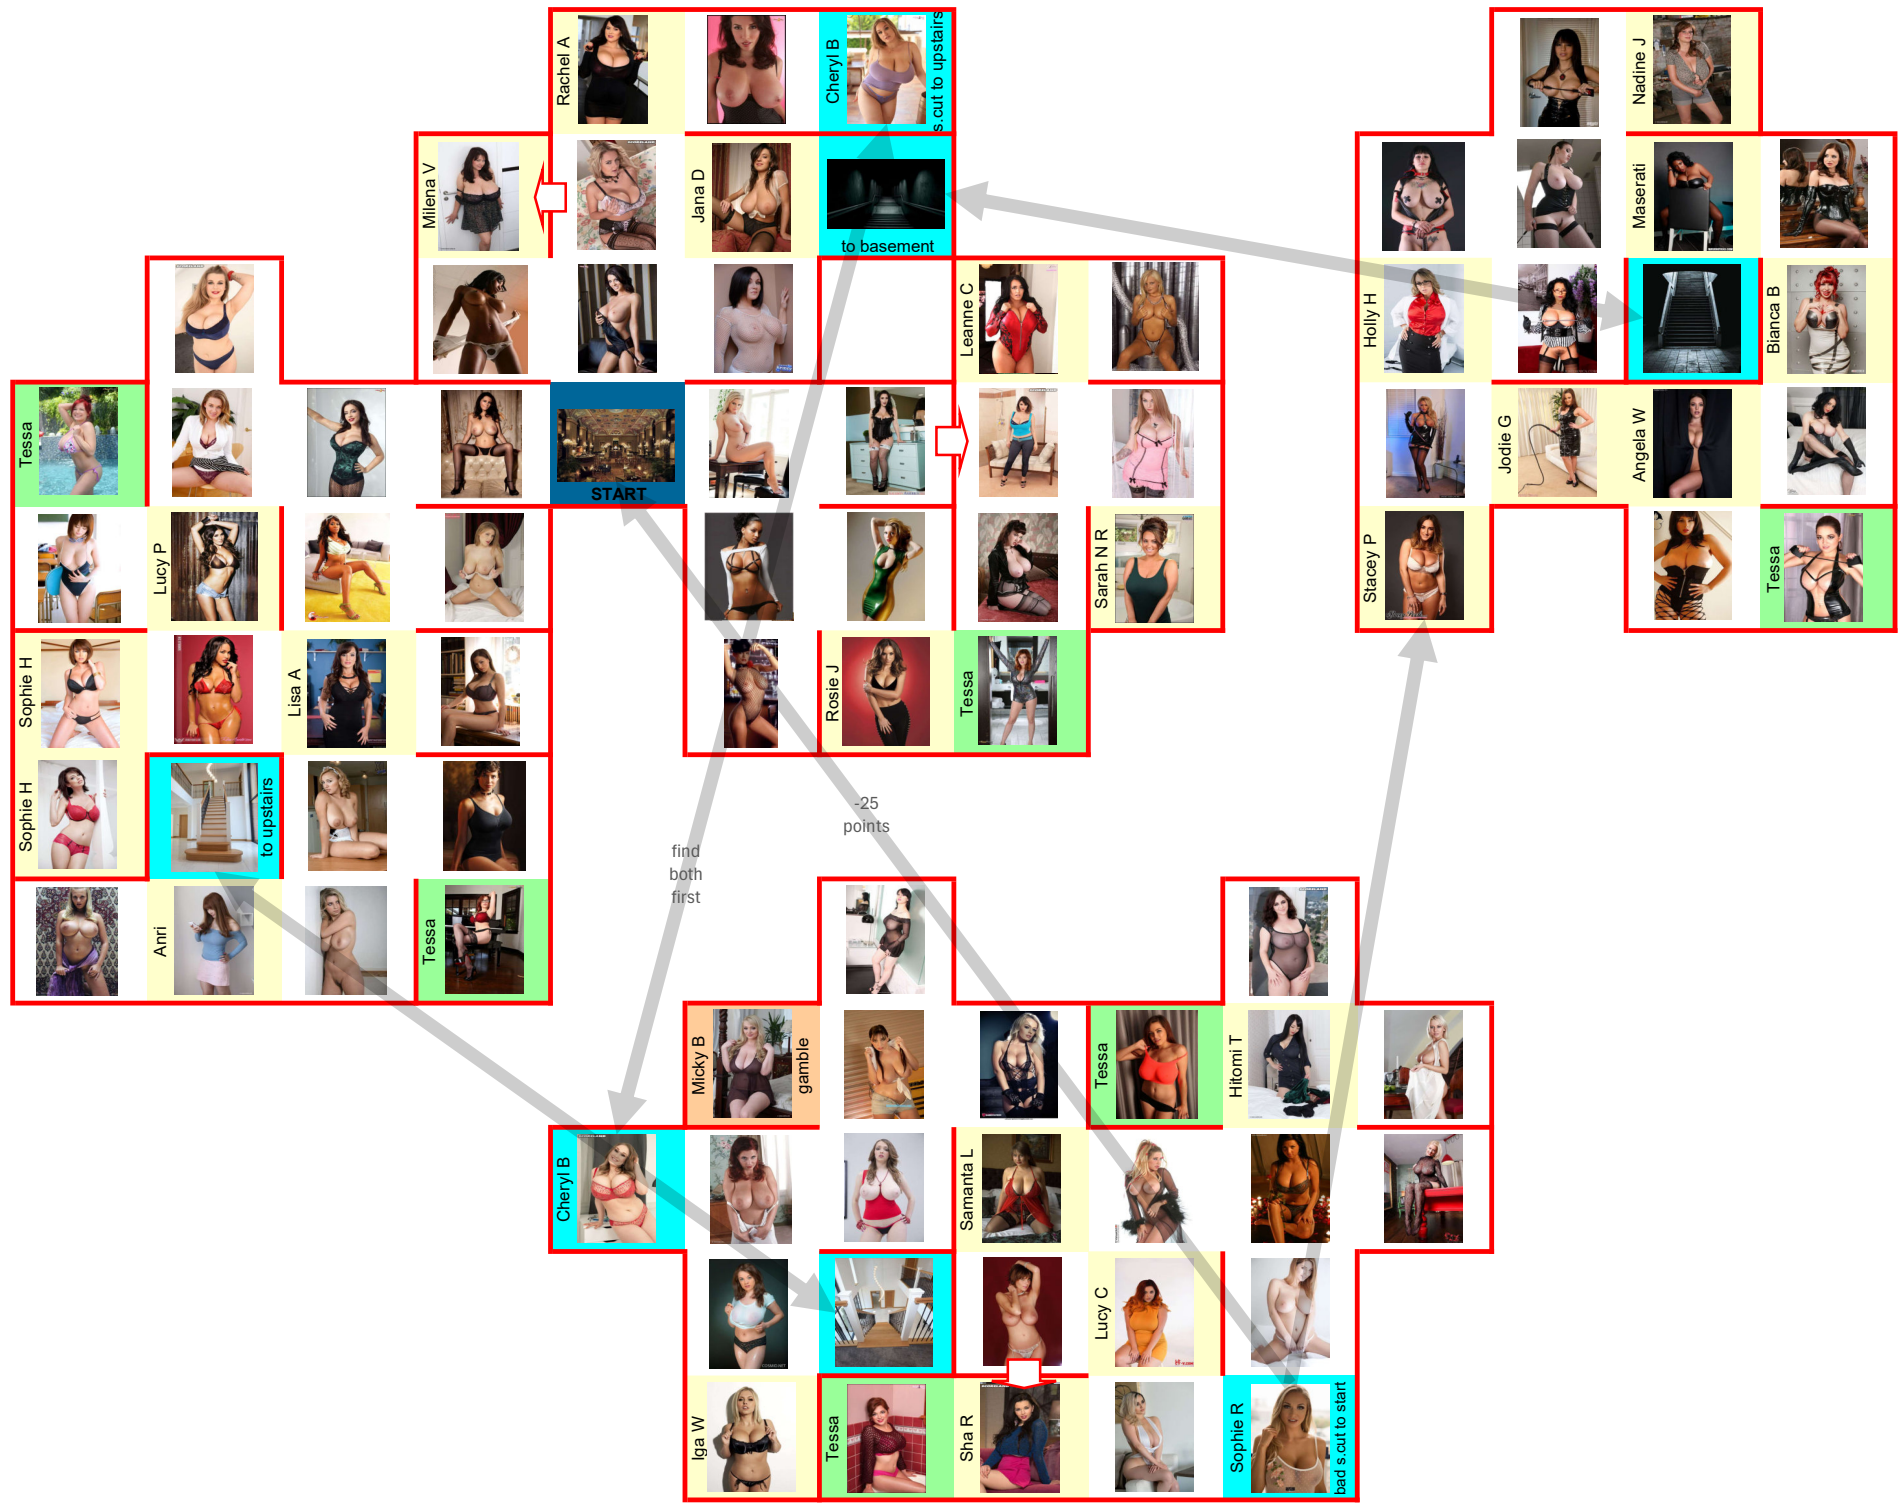 Rachel A
Cheryl B
s.cut to upstairs
Nadine J
Milena V
Jana D
to basement
Maserati
Leanne C
Holly H
Bianca B
Tessa
START
Jodie G
Angela W
Lucy P
Sarah N R
Stacey P
Tessa
Sophie H
Lisa A
Rosie J
Tessa
Sophie H
to upstairs
-25
points
find
both
first
Anri
Tessa
Micky B
gamble
Tessa
Hitomi T
Cheryl B
Samanta L
Lucy C
Iga W
Tessa
Sha R
Sophie R
bad s.cut to start